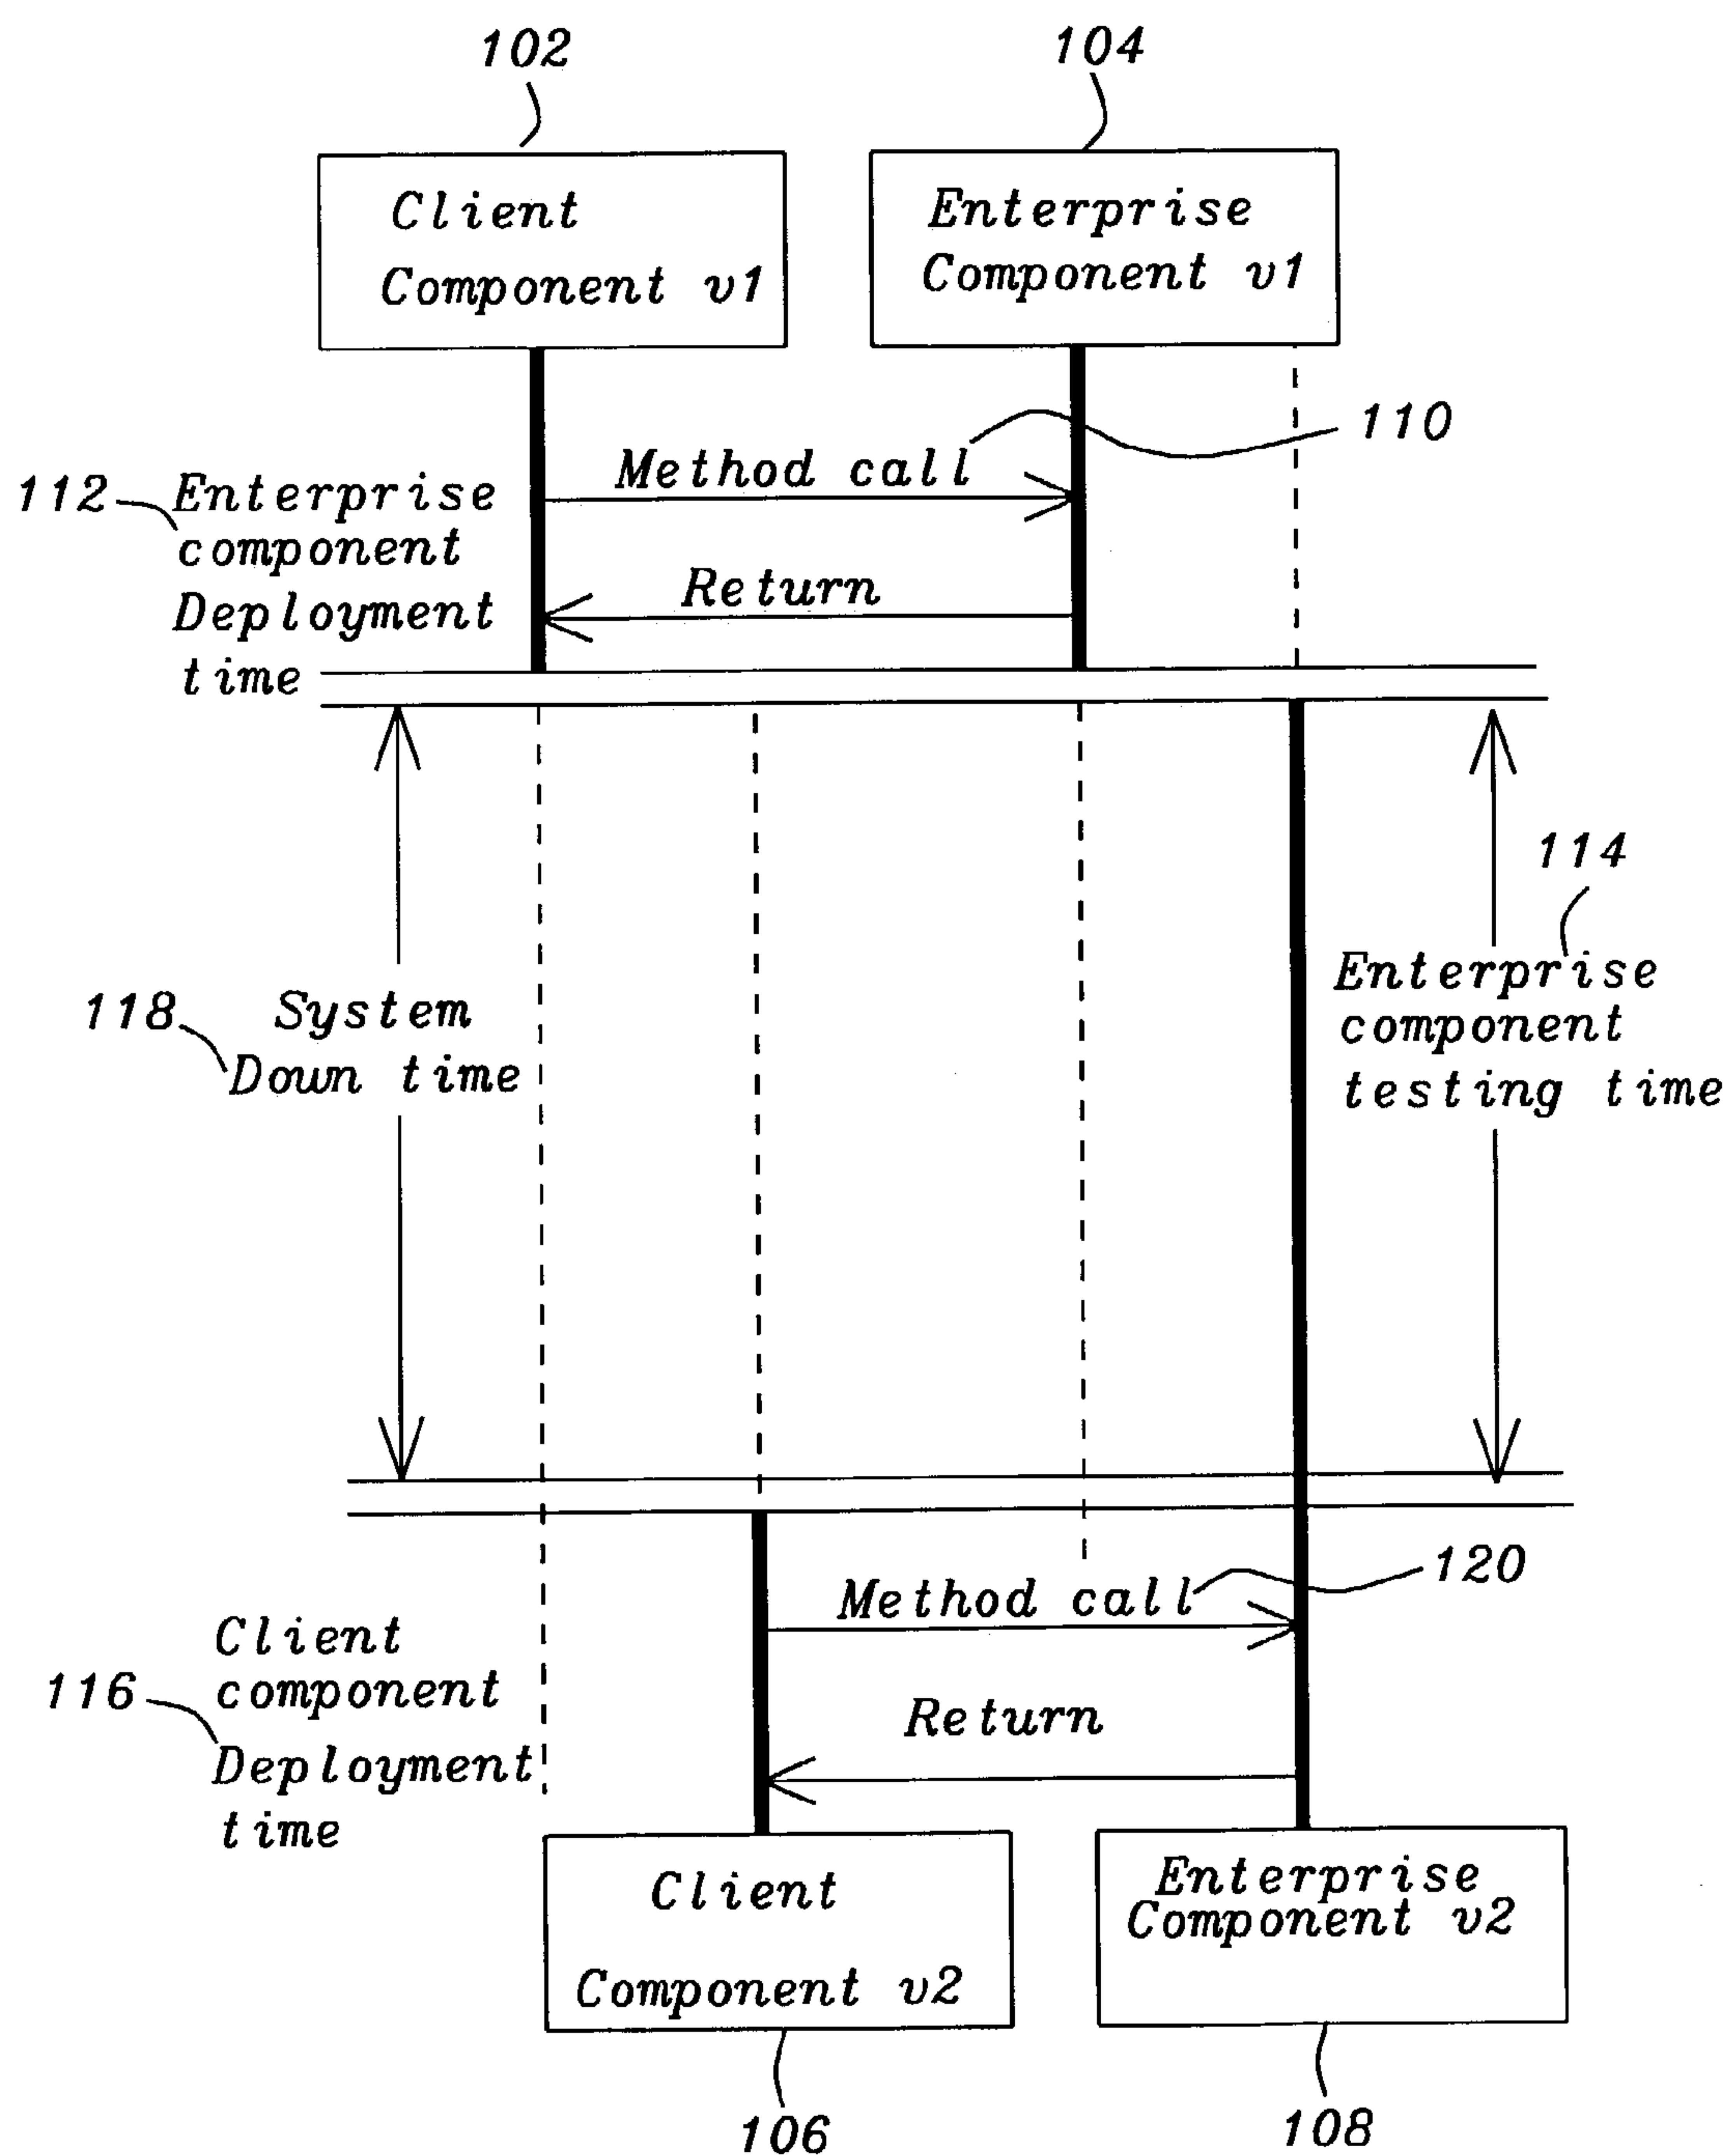 102
104
Client
Component v1
Enterprise
Component v1
110
Method call
112
Enterprise
component
Deployment
time
Return
114
Enterprise
component
testing time
118
System
Down time
120
Method call
Client
component
116
Deployment
time
Return
Client
Component v2
Enterprise
Component v2
106
108